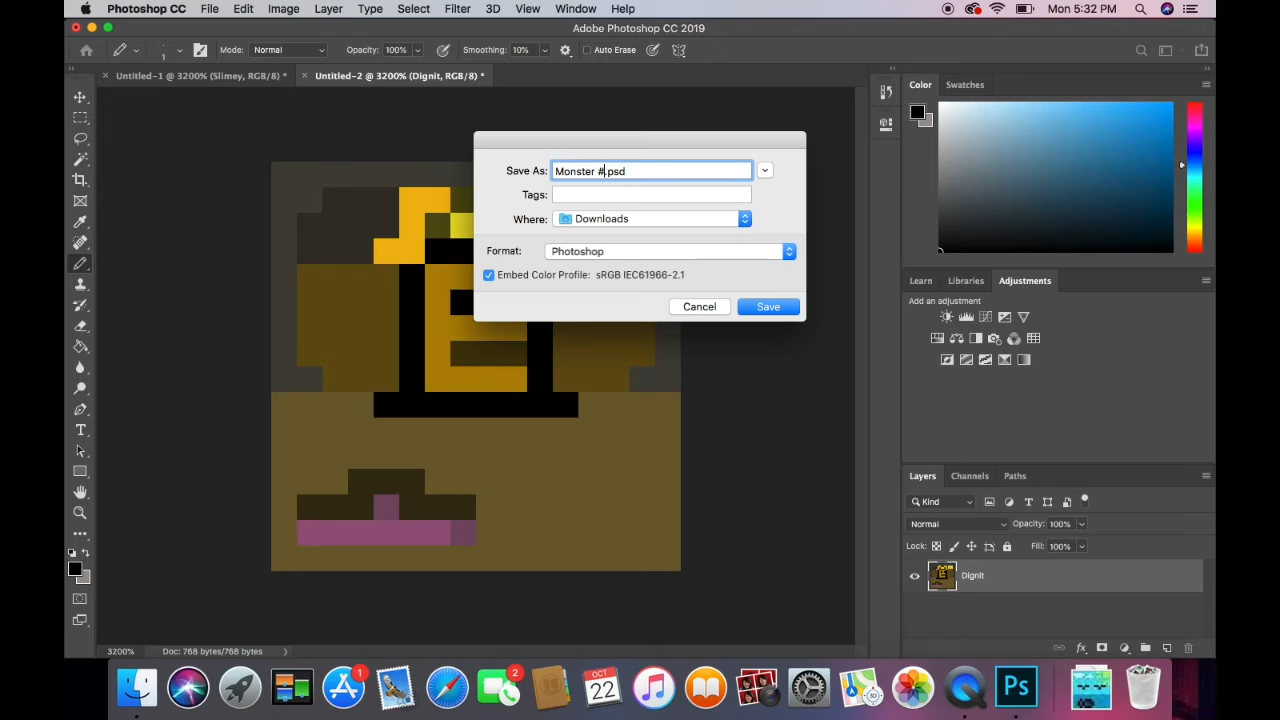 Photoshop CC File Edit Image Layer Type Select Filter 3D View Window Help Mon 5:32 PM
Adobe Photoshop CC 2019
1 Mode: Normal Opacity: 100% Smoothing: 10% Auto Erase
Untitled-1 @ 3200% (Slimey, RGB/8) * Untitled-2 @ 3200% (Dignit, RGB/8) *
Color Swatches
Save As: Monster #.psd
Tags:
Where: Downloads
Format: Photoshop
Embed Color Profile: sRGB IEC61966-2.1
Cancel Save
Learn Libraries Adjustments
Add an adjustment
Layers Channels Paths
Kind
Normal Opacity: 100%
Lock: Fill: 100%
Dignit
3200% Doc: 768 bytes/768 bytes
1 2 OCT 22 Ps